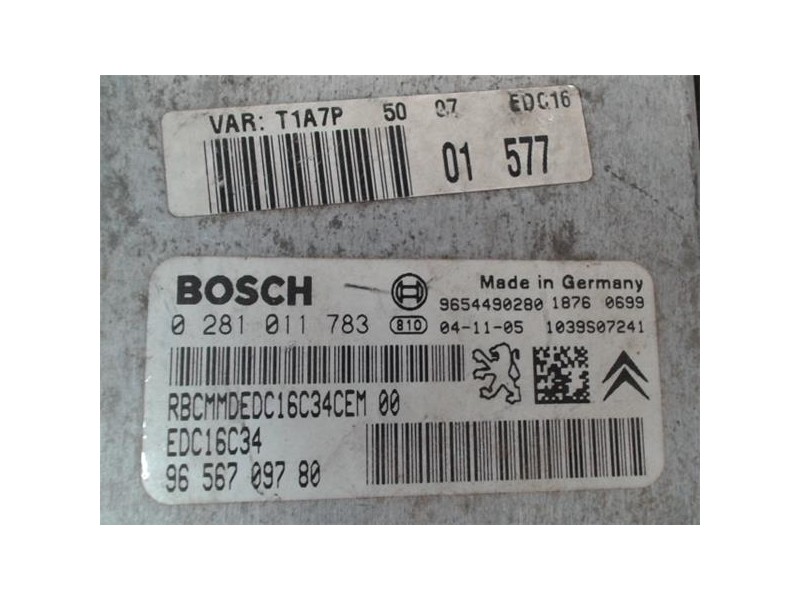 VAR: T1A7P 50 07 EDC16
01 577
BOSCH Made in Germany
9654490280 1876 0699
0 281 011 783 810 04-11-05 1039S07241
RBCMMDEDC16C34CEM 00
EDC16C34
96 567 097 80